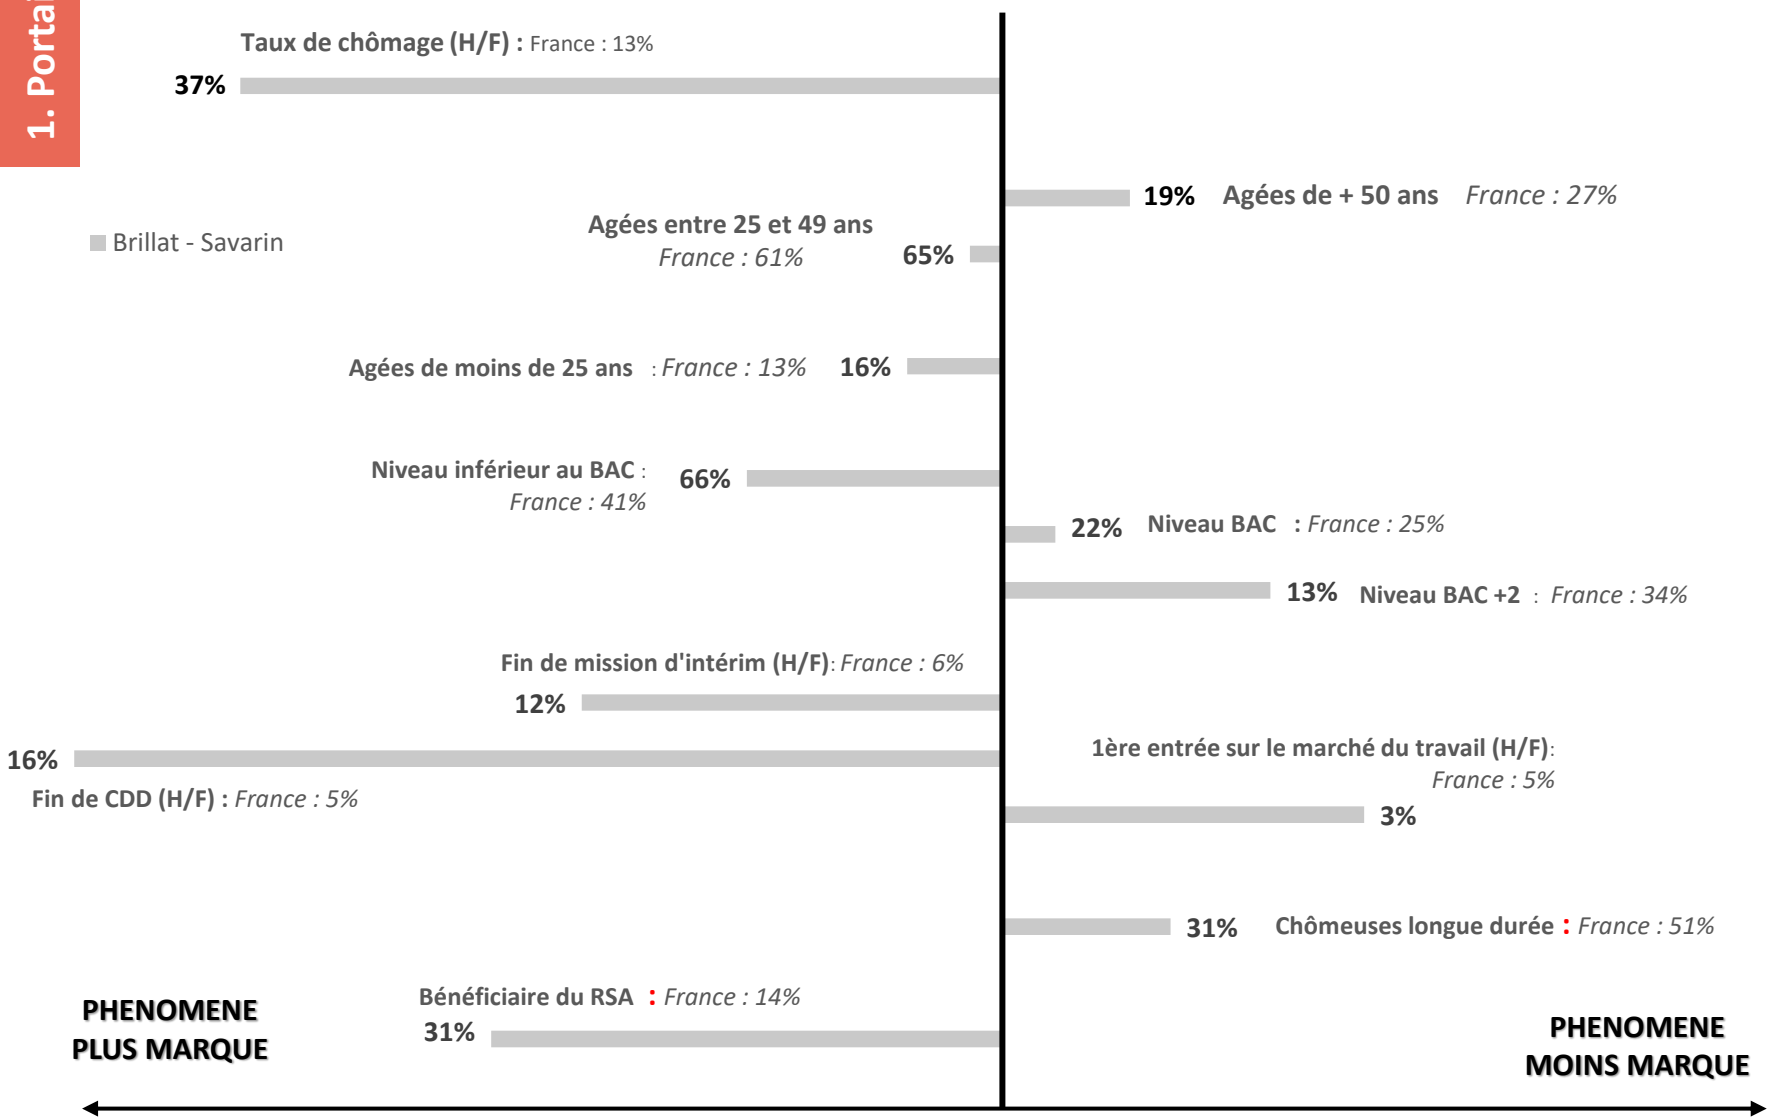 1. Portai
Taux de chômage (H/F) : France : 13%
37%
19% Agées de + 50 ans France : 27%
Brillat - Savarin
Agées entre 25 et 49 ans
France : 61% 65%
Agées de moins de 25 ans : France : 13% 16%
Niveau inférieur au BAC :
France : 41% 66%
22% Niveau BAC : France : 25%
13% Niveau BAC +2 : France : 34%
Fin de mission d'intérim (H/F): France : 6%
12%
16%
Fin de CDD (H/F) : France : 5%
1ère entrée sur le marché du travail (H/F):
France : 5%
3%
31% Chômeuses longue durée : France : 51%
Bénéficiaire du RSA : France : 14%
31%
PHENOMENE
PLUS MARQUE
PHENOMENE
MOINS MARQUE